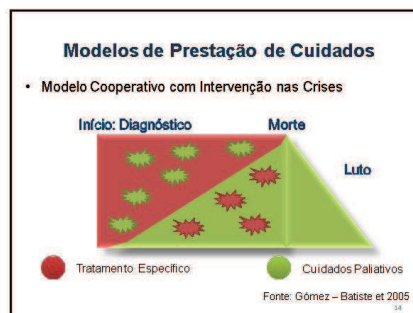 Modelos de Prestação de Cuidados
• Modelo Cooperativo com Intervenção nas Crises
Início: Diagnóstico Morte
Luto
Tratamento Específico Cuidados Paliativos
Fonte: Gómez – Batiste et 2005
14